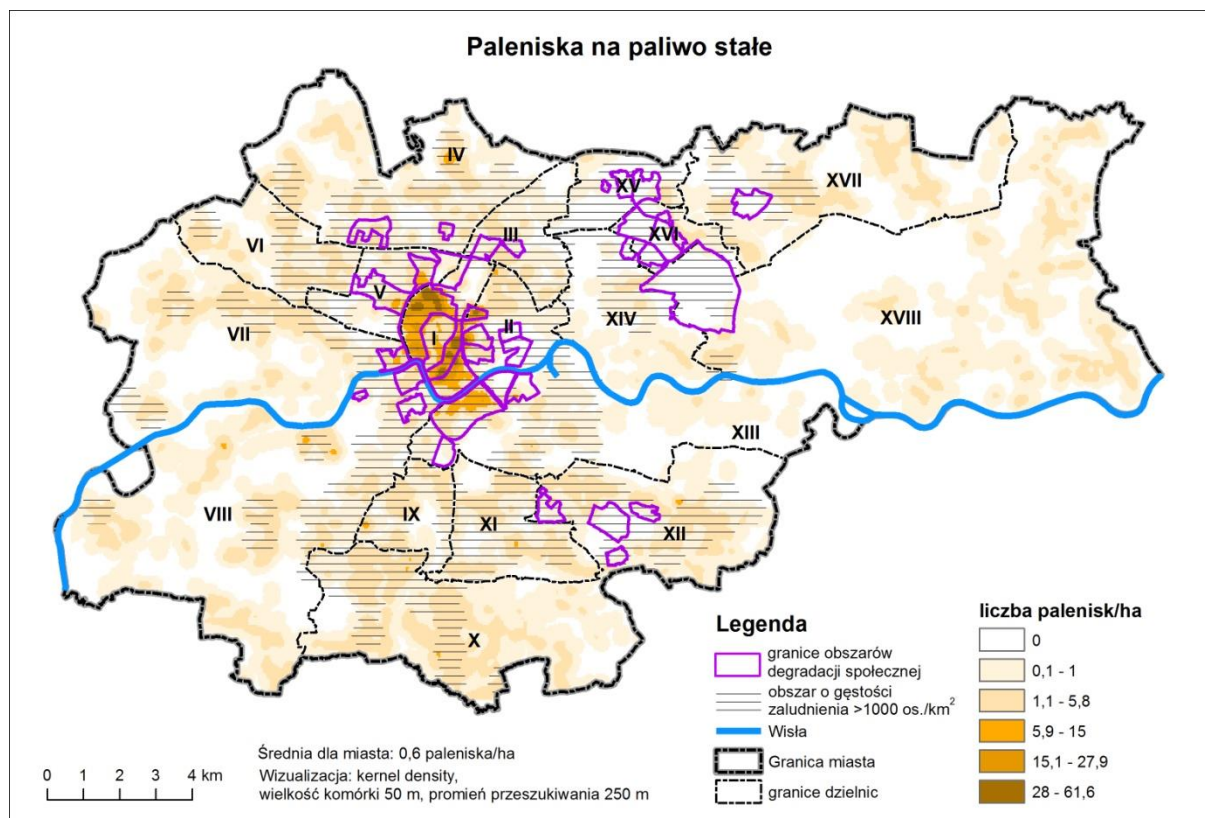 Paleniska na paliwo stałe
IV
XV
XVII
III
XVI
VI
V
VII
I
II
XIV
XVIII
XIII
VIII
IX
XI
XII
X
Legenda
granice obszarów
degradacji społecznej
obszar o gęstości
zaludnienia >1000 os./km²
Wisła
Granica miasta
granice dzielnic
liczba palenisk/ha
0
0,1 - 1
1,1 - 5,8
5,9 - 15
15,1 - 27,9
28 - 61,6
Średnia dla miasta: 0,6 paleniska/ha
Wizualizacja: kernel density,
wielkość komórki 50 m, promień przeszukiwania 250 m
0 1 2 3 4 km